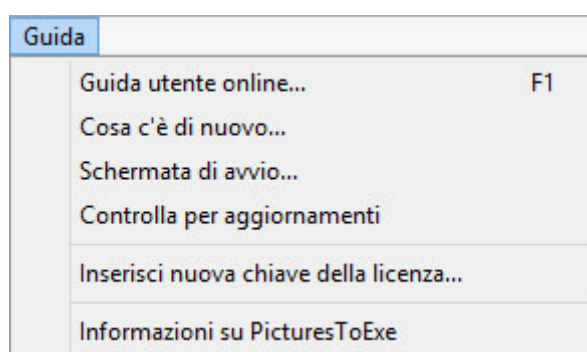 Guida
Guida utente online... F1
Cosa c'è di nuovo...
Schermata di avvio...
Controlla per aggiornamenti
Inserisci nuova chiave della licenza...
Informazioni su PicturesToExe